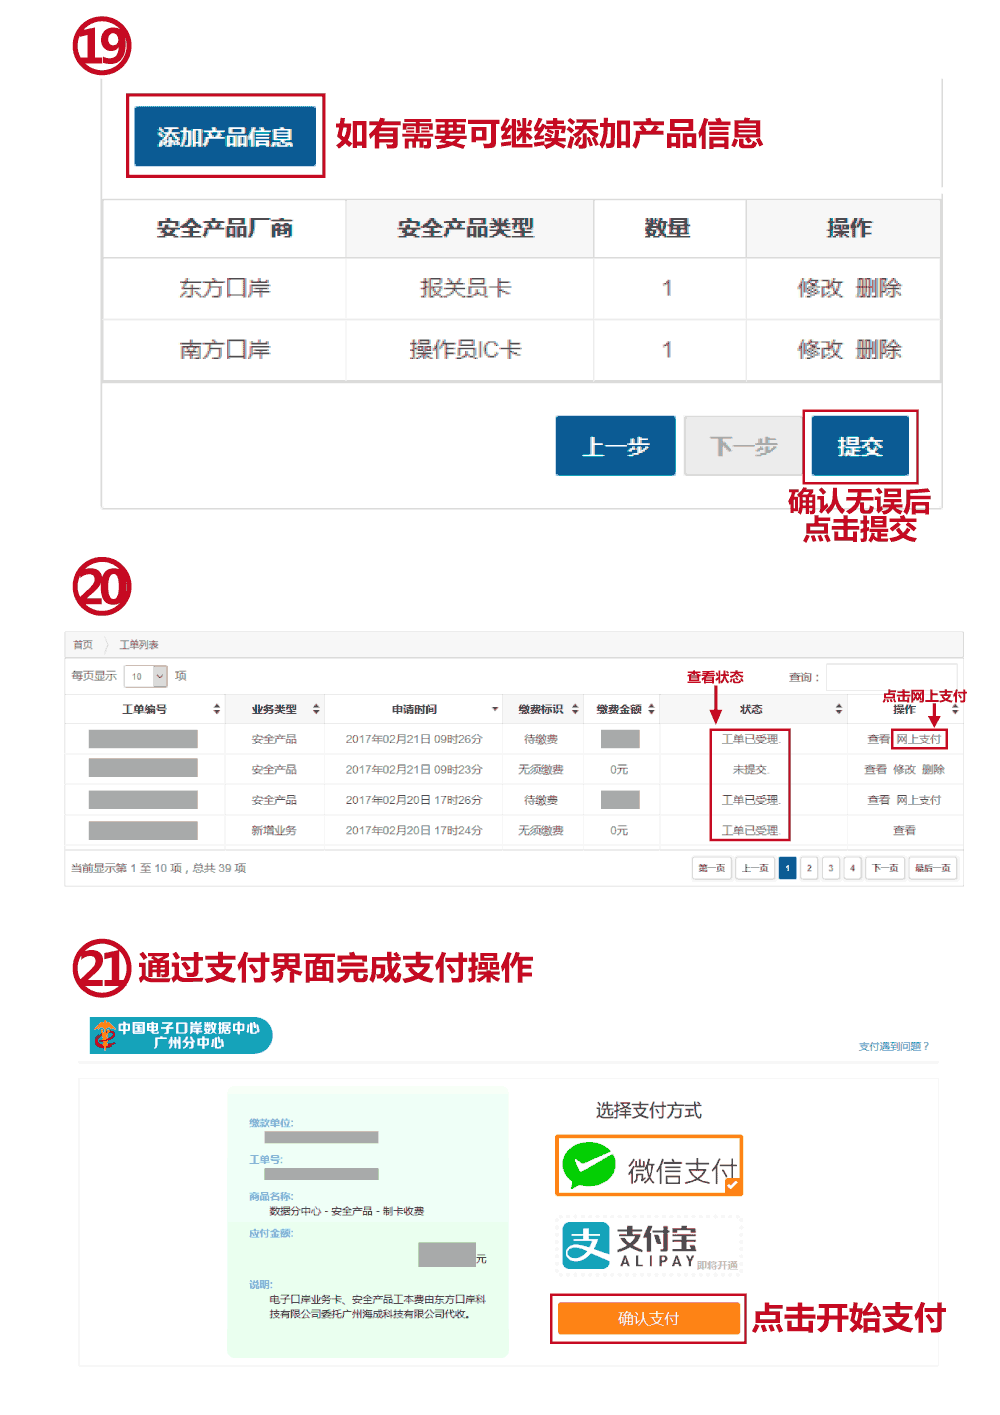 ⑲
添加产品信息 如有需要可继续添加产品信息
安全产品厂商 安全产品类型 数量 操作
东方口岸 报关员卡 1 修改 删除
南方口岸 操作员IC卡 1 修改 删除
上一步 下一步 提交
确认无误后
点击提交
⑳
首页 工单列表
每页显示 10 项 查看状态 查询：
点击网上支付
工单编号 业务类型 申请时间 缴费标识 缴费金额 状态 操作
安全产品 2017年02月21日 09时26分 待缴费 工单已受理. 查看 网上支付
安全产品 2017年02月21日 09时23分 无须缴费 0元 未提交. 查看 修改 删除
安全产品 2017年02月20日 17时26分 待缴费 工单已受理. 查看 网上支付
新增业务 2017年02月20日 17时24分 无须缴费 0元 工单已受理. 查看
当前显示第 1 至 10 项，总共 39 项 第一页 上一页 1 2 3 4 下一页 最后一页
㉑ 通过支付界面完成支付操作
中国电子口岸数据中心
广州分中心
支付遇到问题？
缴款单位:
工单号:
商品名称:
数据分中心 - 安全产品 - 制卡收费
应付金额:
元
说明:
电子口岸业务卡、安全产品工本费由东方口岸科
技有限公司委托广州海成科技有限公司代收。
选择支付方式
微信支付
支付宝
ALIPAY 即将开通
确认支付 点击开始支付